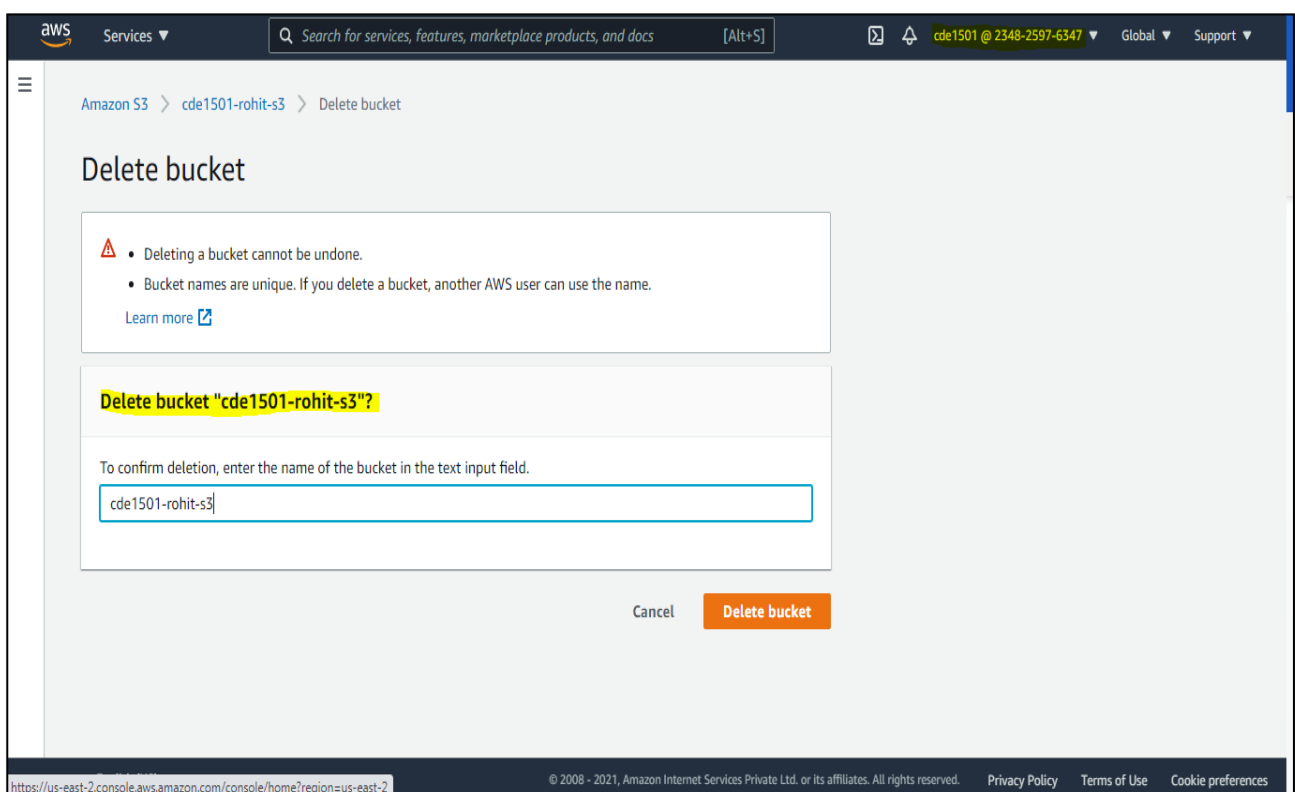 aws Services ▼ Search for services, features, marketplace products, and docs [Alt+S] cde1501 @ 2348-2597-6347 ▼ Global ▼ Support ▼
Amazon S3 > cde1501-rohit-s3 > Delete bucket
Delete bucket
• Deleting a bucket cannot be undone.
• Bucket names are unique. If you delete a bucket, another AWS user can use the name.
Learn more
Delete bucket "cde1501-rohit-s3"?
To confirm deletion, enter the name of the bucket in the text input field.
cde1501-rohit-s3
Cancel Delete bucket
https://us-east-2.console.aws.amazon.com/console/home?region=us-east-2 © 2008 - 2021, Amazon Internet Services Private Ltd. or its affiliates. All rights reserved. Privacy Policy Terms of Use Cookie preferences